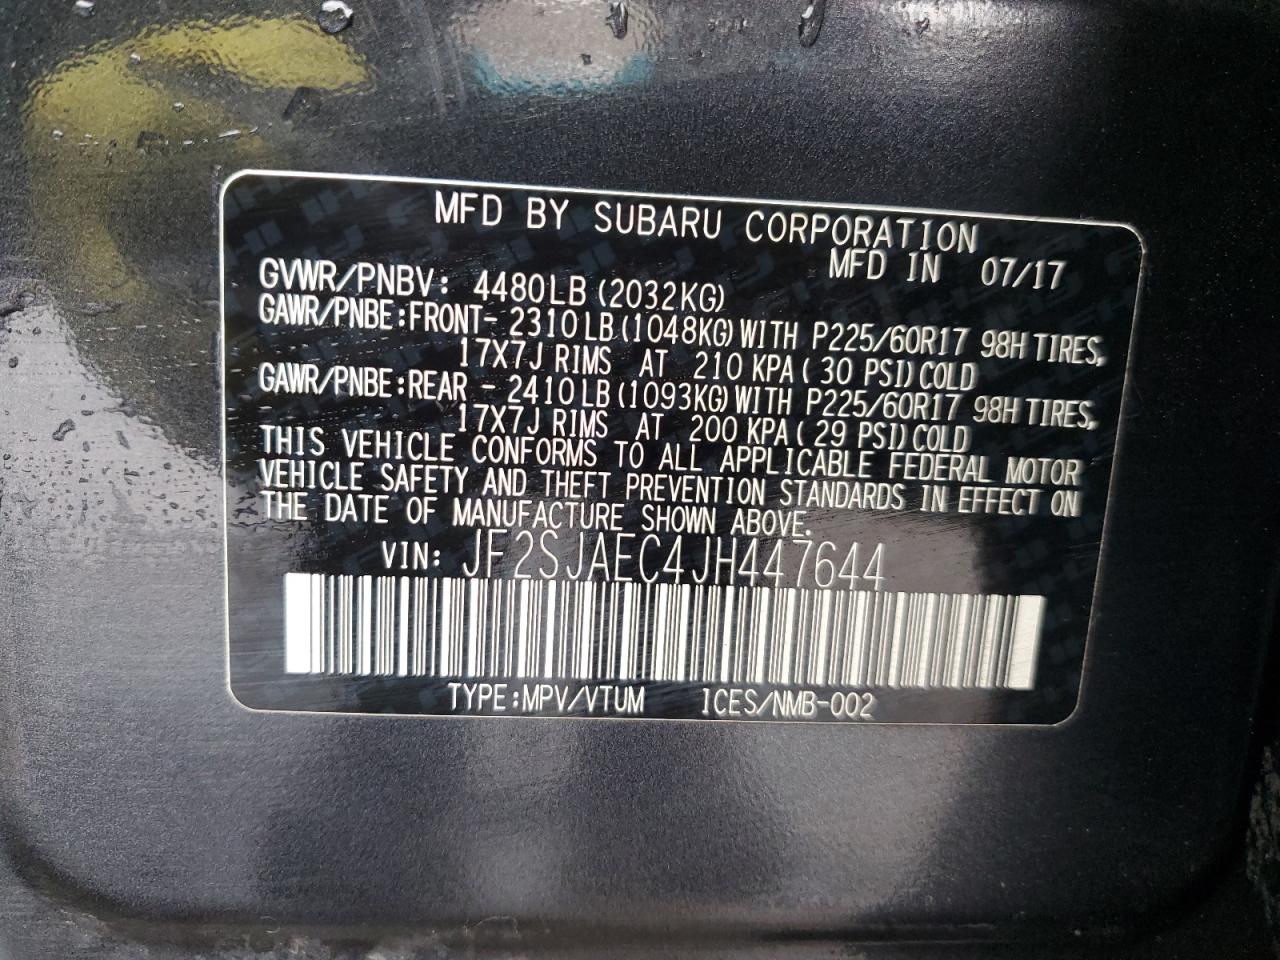 MFD BY SUBARU CORPORATION
MFD IN 07/17
GVWR/PNBV: 4480LB (2032KG)
GAWR/PNBE:FRONT- 2310LB(1048KG)WITH P225/60R17 98H TIRES,
17X7J RIMS AT 210 KPA( 30 PSI)COLD
GAWR/PNBE:REAR - 2410LB(1093KG)WITH P225/60R17 98H TIRES,
17X7J RIMS AT 200 KPA( 29 PSI)COLD
THIS VEHICLE CONFORMS TO ALL APPLICABLE FEDERAL MOTOR
VEHICLE SAFETY AND THEFT PREVENTION STANDARDS IN EFFECT ON
THE DATE OF MANUFACTURE SHOWN ABOVE.
VIN: JF2SJAEC4JH447644
TYPE:MPV/VTUM ICES/NMB-002